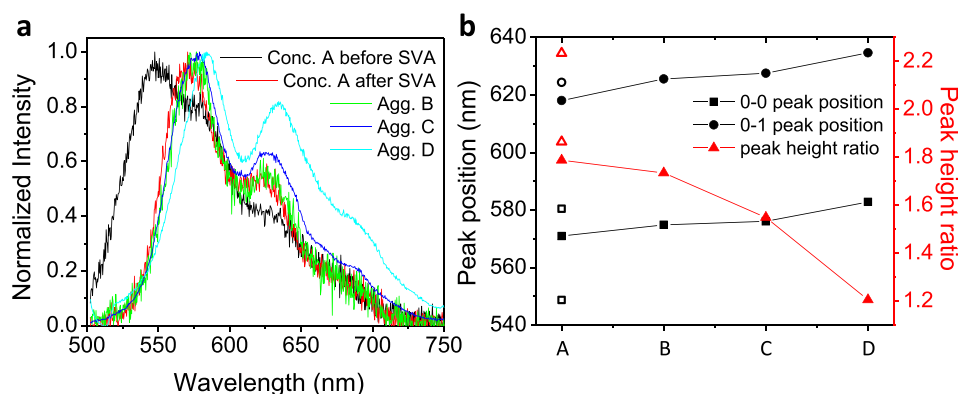 a
Normalized Intensity
1.0
0.8
0.6
0.4
0.2
0.0
500
550
600
650
700
750
Wavelength (nm)
Conc. A before SVA
Conc. A after SVA
Agg. B
Agg. C
Agg. D
b
Peak position (nm)
640
620
600
580
560
540
A
B
C
D
0-0 peak position
0-1 peak position
peak height ratio
2.2
2.0
1.8
1.6
1.4
1.2
Peak height ratio